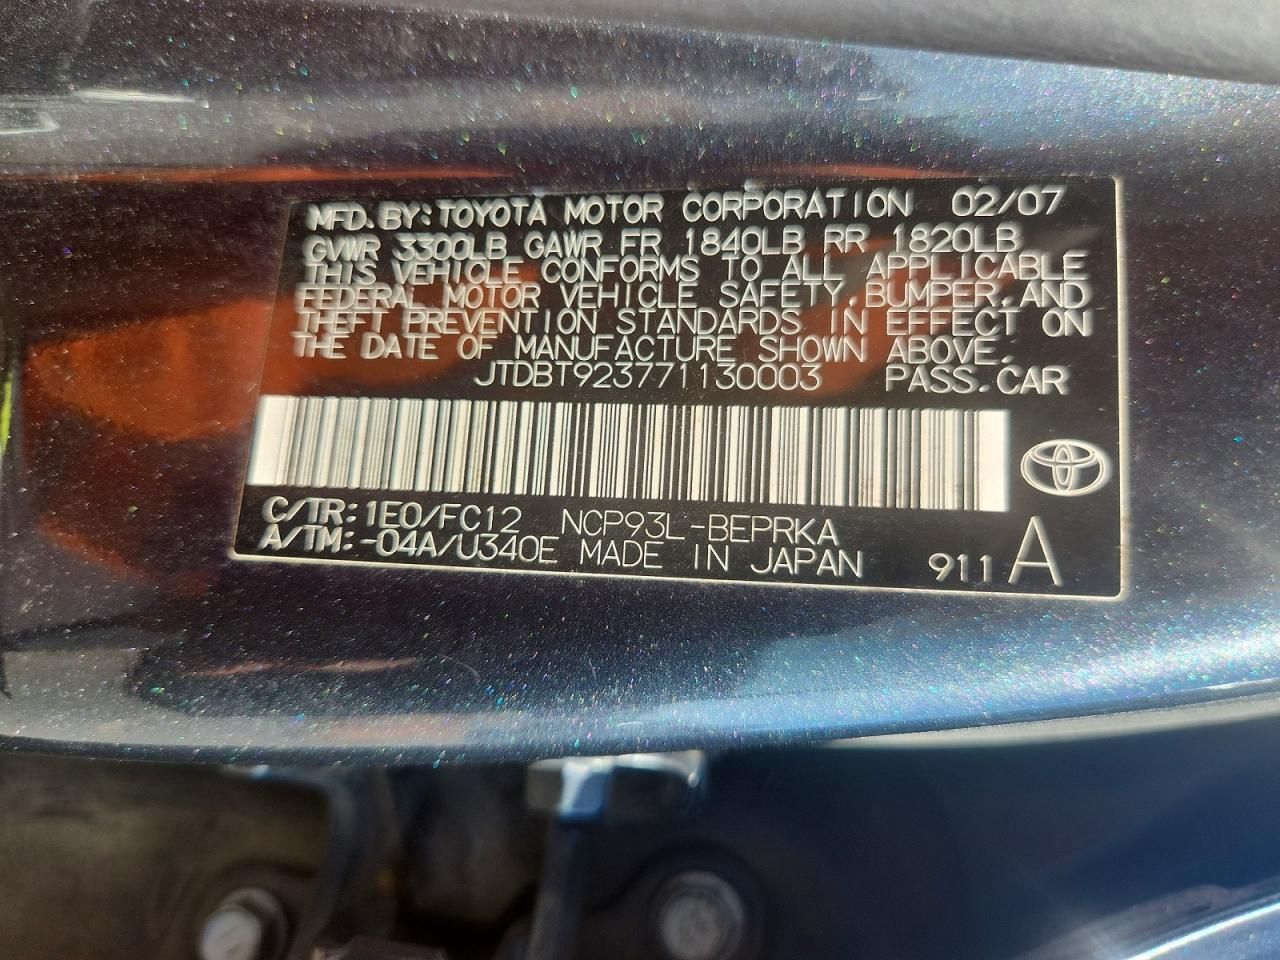 MFD. BY: TOYOTA MOTOR CORPORATION 02/07
GVWR 3300LB GAWR FR 1840LB RR 1820LB
THIS VEHICLE CONFORMS TO ALL APPLICABLE
FEDERAL MOTOR VEHICLE SAFETY, BUMPER, AND
THEFT PREVENTION STANDARDS IN EFFECT ON
THE DATE OF MANUFACTURE SHOWN ABOVE.
JTDBT923771130003 PASS. CAR
C/TR: 1E0/FC12 NCP93L-BEPRKA
A/TM: -04A/U340E MADE IN JAPAN 911 A